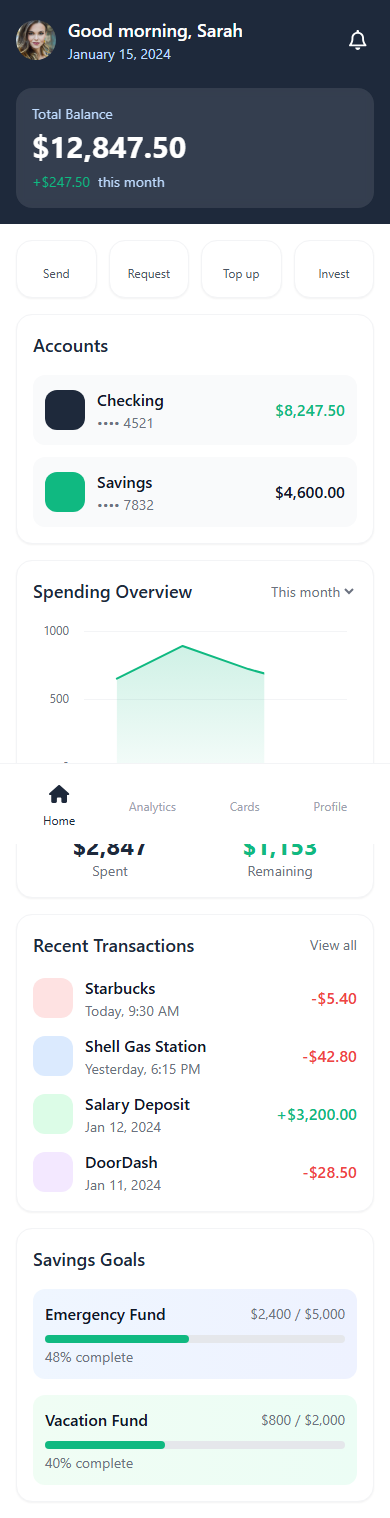 Good morning, Sarah
January 15, 2024
Total Balance
$12,847.50
+$247.50 this month
Send
Request
Top up
Invest
Accounts
Checking
•••• 4521
$8,247.50
Savings
•••• 7832
$4,600.00
Spending Overview
This month
1000
500
Home
Analytics
Cards
Profile
$2,847
$1,153
Spent
Remaining
Recent Transactions
View all
Starbucks
Today, 9:30 AM
-$5.40
Shell Gas Station
Yesterday, 6:15 PM
-$42.80
Salary Deposit
Jan 12, 2024
+$3,200.00
DoorDash
Jan 11, 2024
-$28.50
Savings Goals
Emergency Fund
$2,400 / $5,000
48% complete
Vacation Fund
$800 / $2,000
40% complete